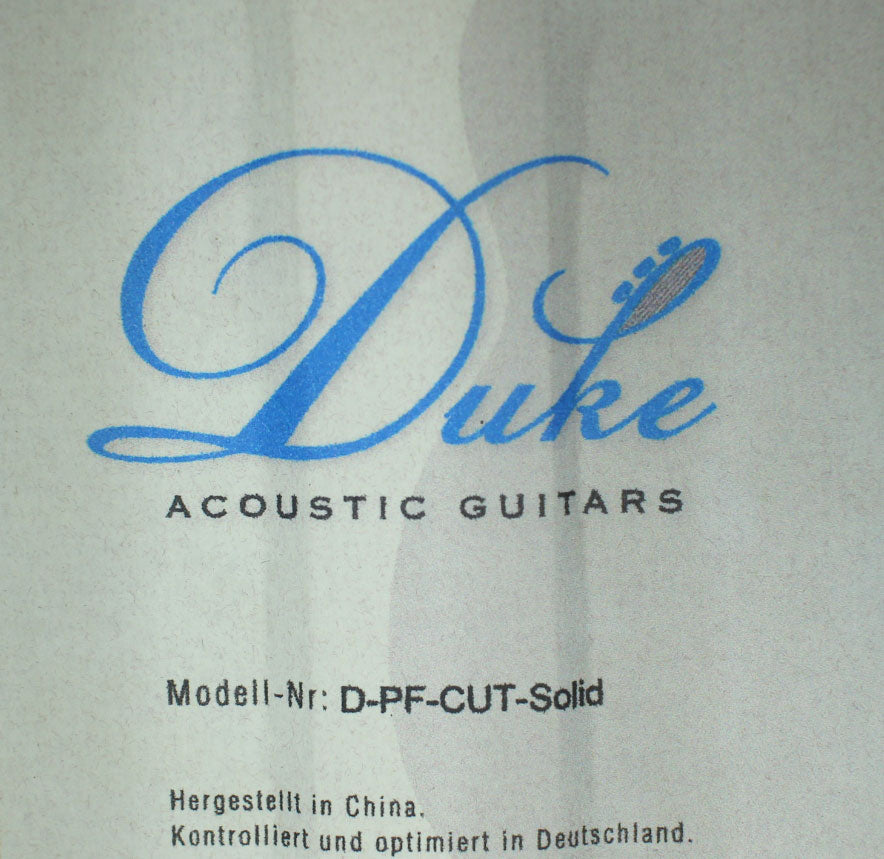 Duke
ACOUSTIC GUITARS
Modell-Nr: D-PF-CUT-Solid
Hergestellt in China.
Kontrolliert und optimiert in Deutschland.